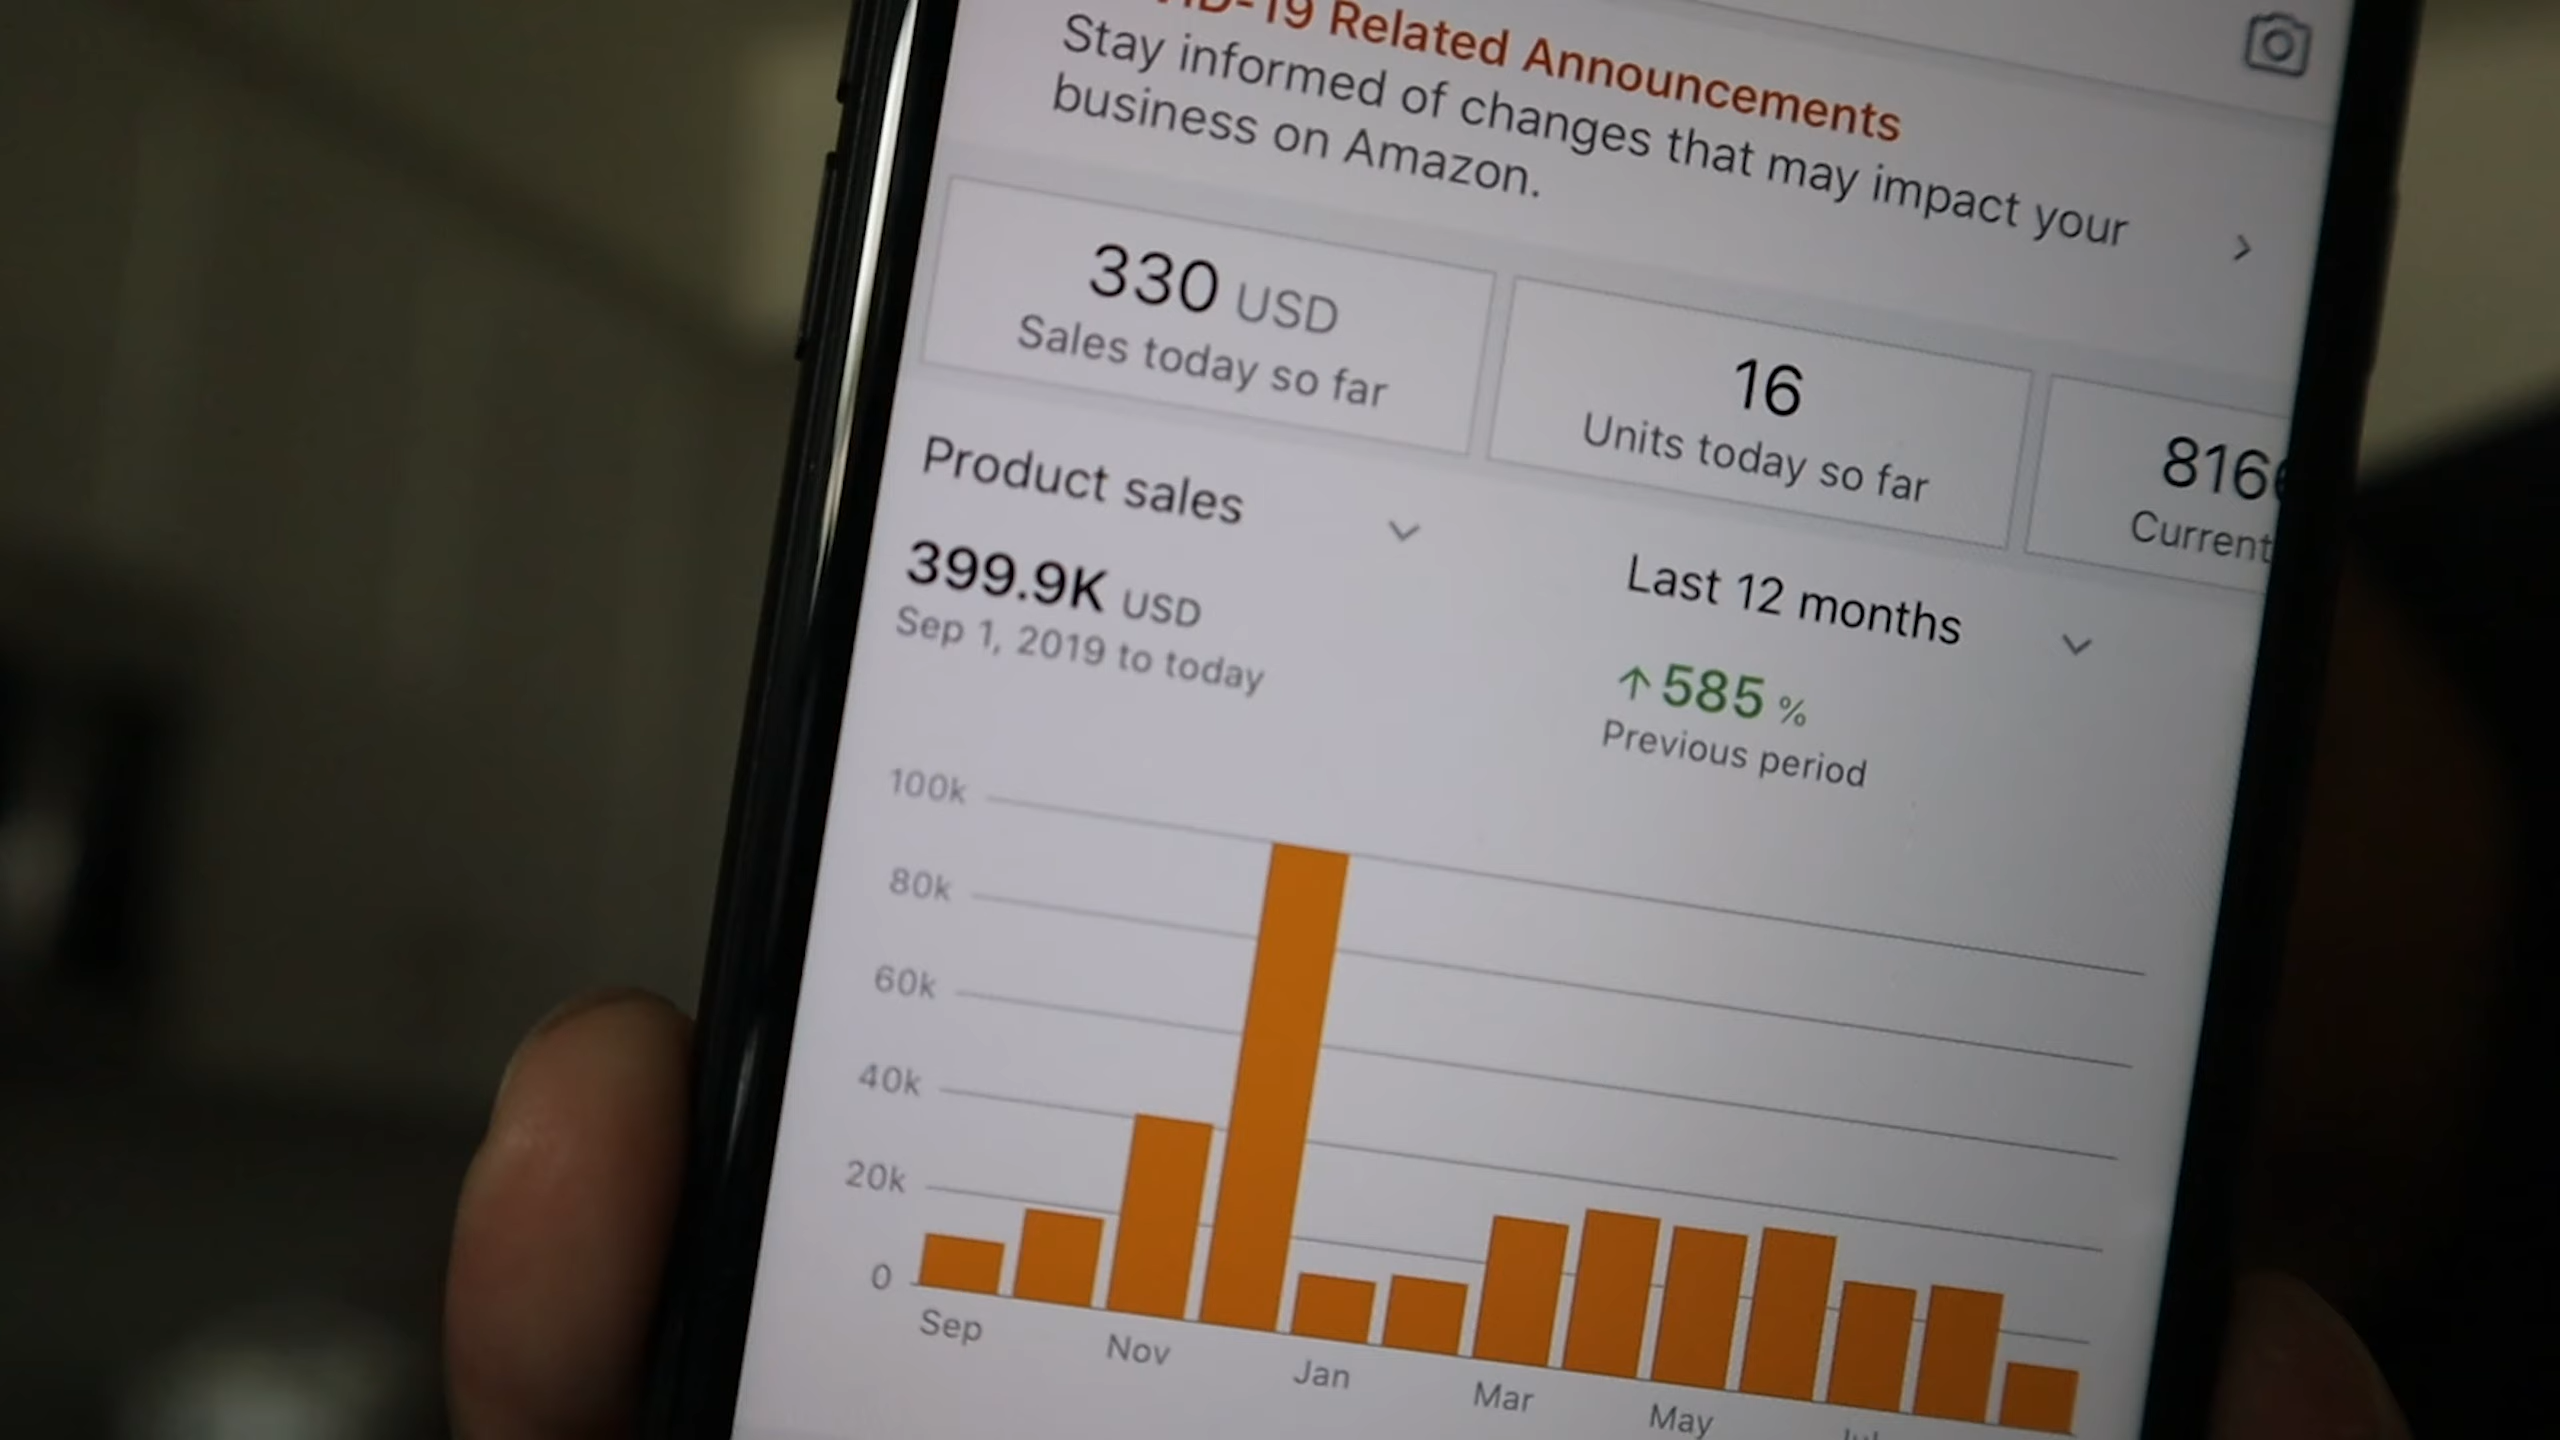 Related Announcements
Stay informed of changes that may impact your
business on Amazon.
330 USD
Sales today so far
16
Units today so far
Current
Product sales
399.9K USD
Sep 1, 2019 to today
Last 12 months
↑585 %
Previous period
100k
80k
60k
40k
20k
0
Sep
Nov
Jan
Mar
May